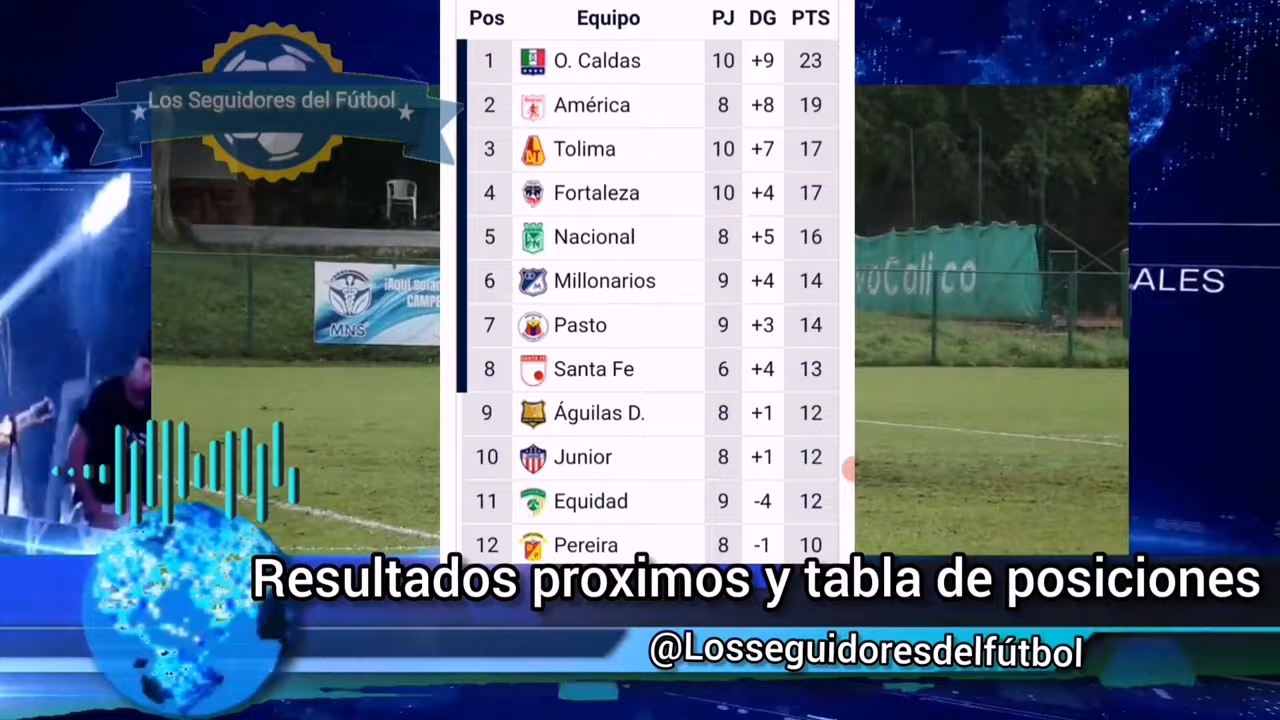 Pos Equipo PJ DG PTS
1 O. Caldas 10 +9 23
2 América 8 +8 19
3 Tolima 10 +7 17
4 Fortaleza 10 +4 17
5 Nacional 8 +5 16
6 Millonarios 9 +4 14
7 Pasto 9 +3 14
8 Santa Fe 6 +4 13
9 Águilas D. 8 +1 12
10 Junior 8 +1 12
11 Equidad 9 -4 12
12 Pereira 8 -1 10
Los Seguidores del Fútbol
¡Aquí
MNS
ALES
Resultados proximos y tabla de posiciones
@Losseguidoresdelfútbol